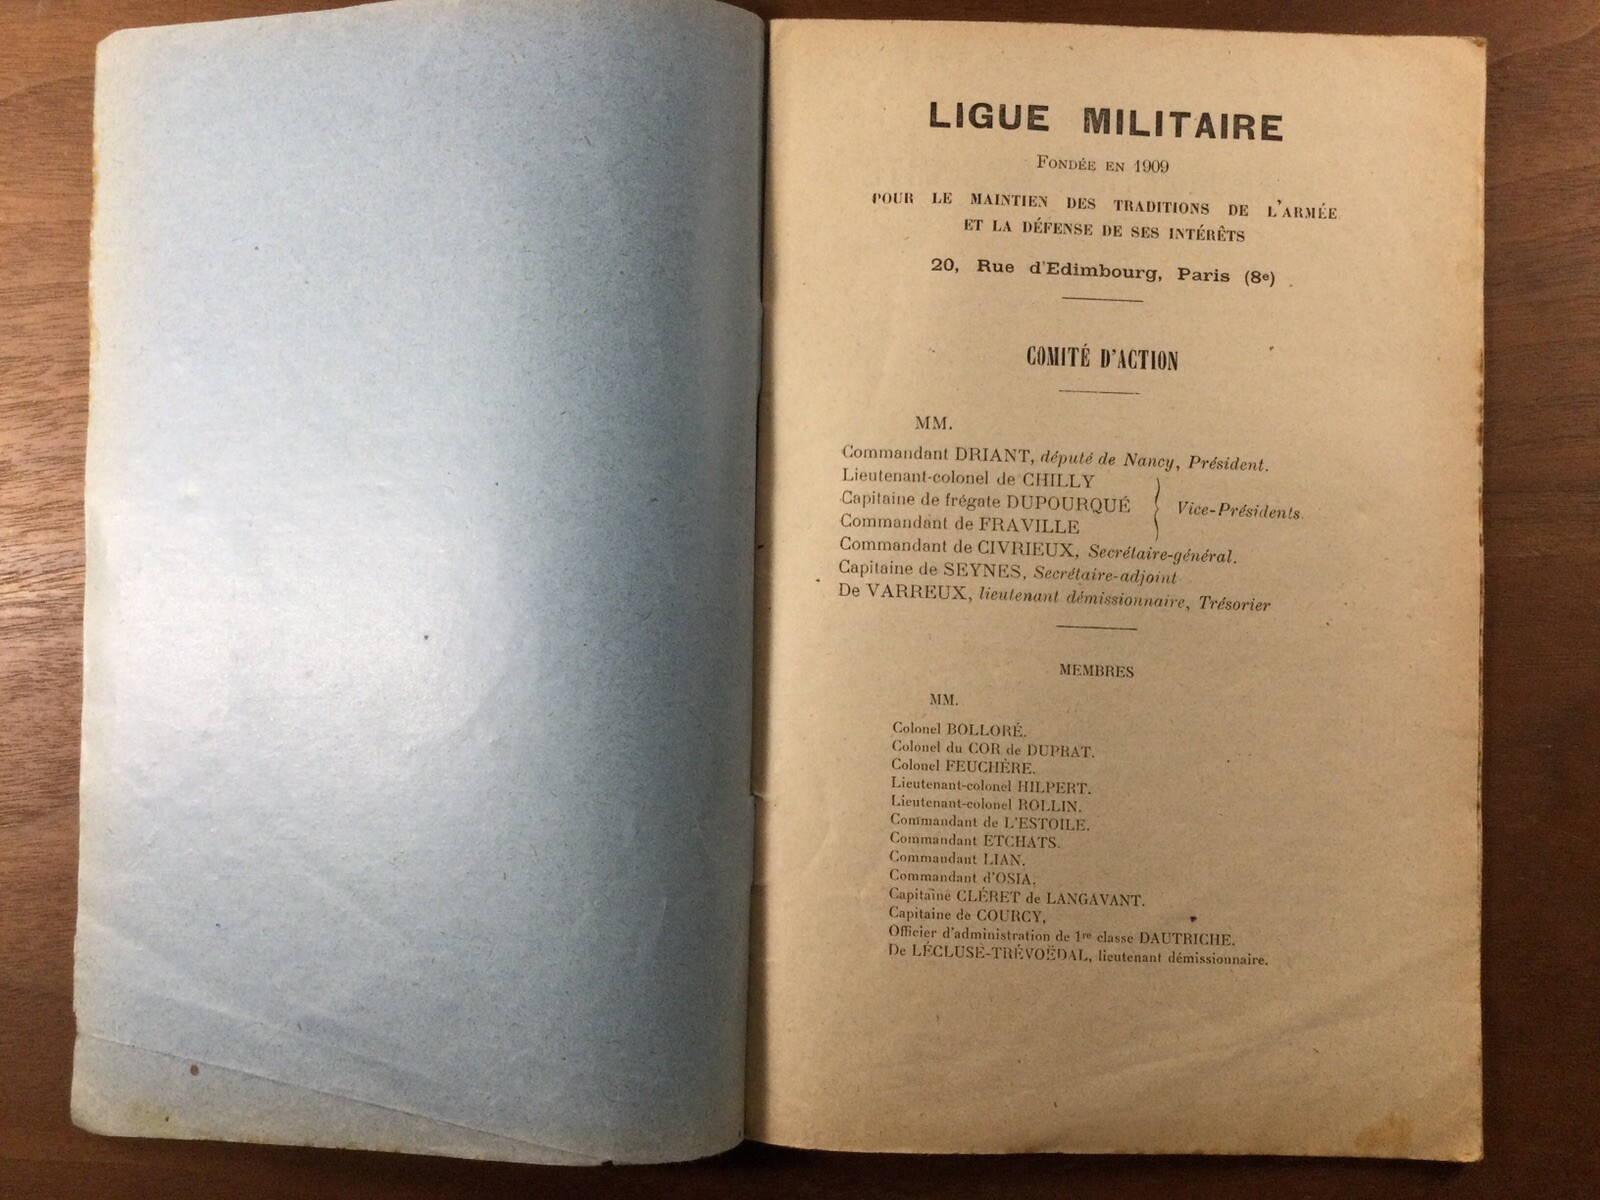 LIGUE MILITAIRE
FONDÉE EN 1909
POUR LE MAINTIEN DES TRADITIONS DE L'ARMÉE
ET LA DÉFENSE DE SES INTÉRÊTS
20, Rue d'Edimbourg, Paris (8e)
COMITÉ D'ACTION
MM.
Commandant DRIANT, député de Nancy, Président.
Lieutenant-colonel de CHILLY
Capitaine de frégate DUPOURQUÉ
Commandant de FRAVILLE
Vice-Présidents.
Commandant de CIVRIEUX, Secrétaire-général.
Capitaine de SEYNES, Secrétaire-adjoint
De VARREUX, lieutenant démissionnaire, Trésorier
MEMBRES
MM.
Colonel BOLLORÉ.
Colonel du COR de DUPRAT.
Colonel FEUCHÈRE.
Lieutenant-colonel HILPERT.
Lieutenant-colonel ROLLIN.
Commandant de L'ESTOILE.
Commandant ETCHATS.
Commandant LIAN.
Commandant d'OSIA.
Capitaine CLÉRET de LANGAVANT.
Capitaine de COURCY,
Officier d'administration de 1re classe DAUTRICHE.
De LÉCLUSE-TRÉVOËDAL, lieutenant démissionnaire.